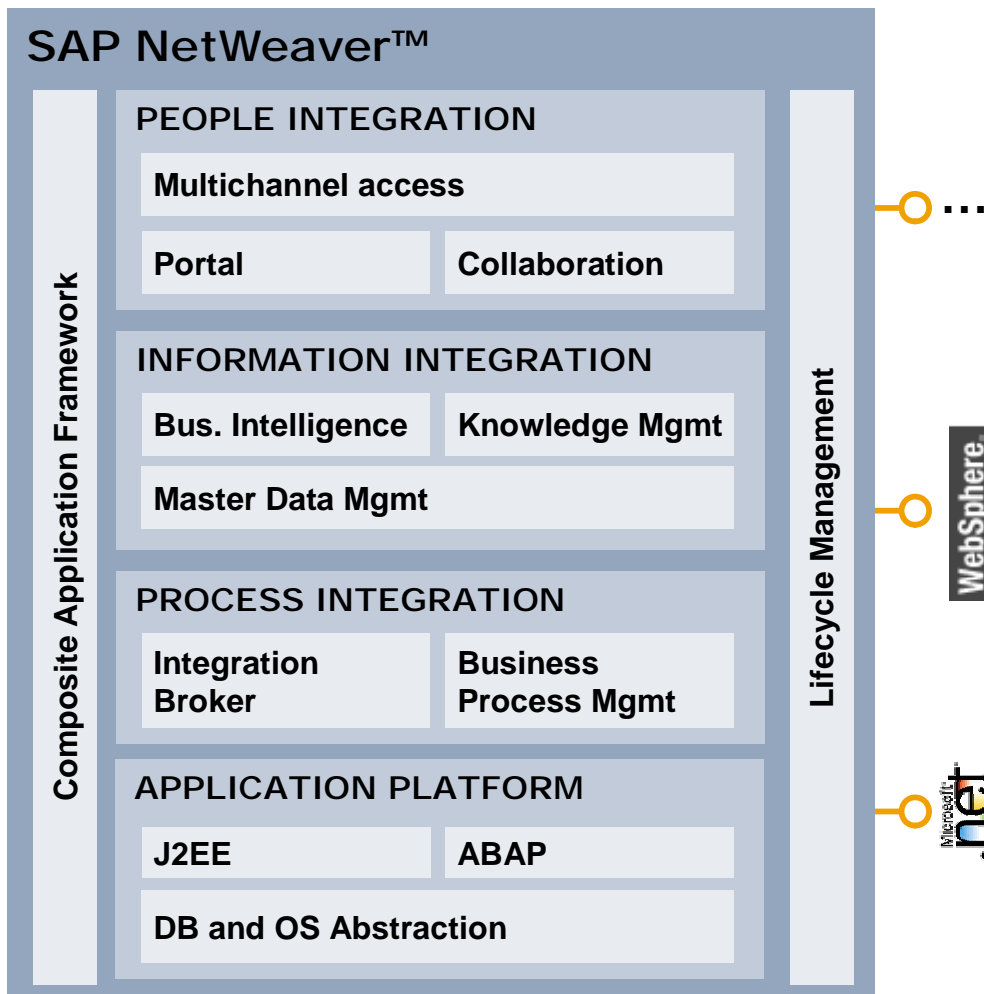 SAP NetWeaver™
Composite Application Framework
PEOPLE INTEGRATION
Multichannel access
Portal
Collaboration
INFORMATION INTEGRATION
Bus. Intelligence
Knowledge Mgmt
Master Data Mgmt
PROCESS INTEGRATION
Integration
Broker
Business
Process Mgmt
APPLICATION PLATFORM
J2EE
ABAP
DB and OS Abstraction
Lifecycle Management
...
WebSphere.
Microsoft
.net